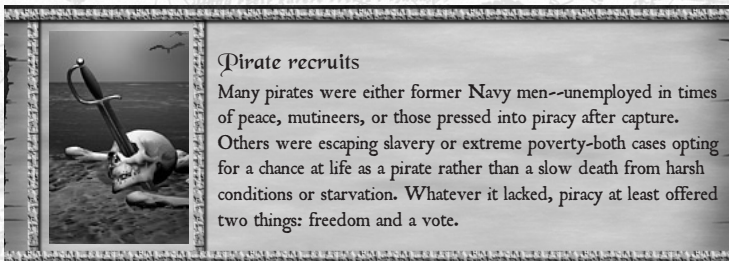 Pirate recruits
Many pirates were either former Navy men--unemployed in times
of peace, mutineers, or those pressed into piracy after capture.
Others were escaping slavery or extreme poverty-both cases opting
for a chance at life as a pirate rather than a slow death from harsh
conditions or starvation. Whatever it lacked, piracy at least offered
two things: freedom and a vote.